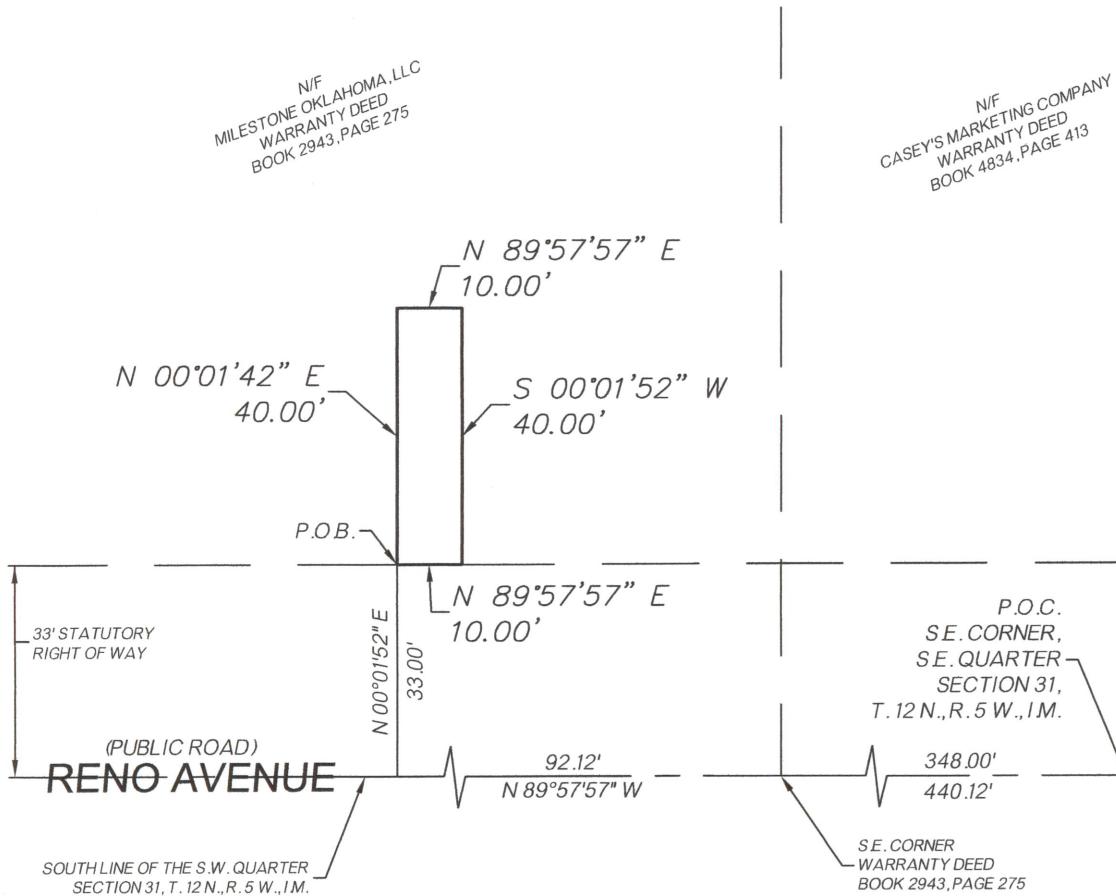 N/F
MILESTONE OKLAHOMA, LLC
WARRANTY DEED
BOOK 2943, PAGE 275
N/F
CASEY'S MARKETING COMPANY
WARRANTY DEED
BOOK 4834, PAGE 413
N 89°57'57" E
10.00'
N 00°01'42" E
40.00'
S 00°01'52" W
40.00'
P.O.B.
N 89°57'57" E
10.00'
33' STATUTORY
RIGHT OF WAY
N 00°01'52" E
33.00'
P.O.C.
S.E. CORNER,
S.E. QUARTER
SECTION 31,
T. 12 N., R. 5 W., I.M.
(PUBLIC ROAD)
RENO AVENUE
92.12'
N 89°57'57" W
348.00'
440.12'
SOUTH LINE OF THE S.W. QUARTER
SECTION 31, T. 12 N., R. 5 W., I.M.
S.E. CORNER
WARRANTY DEED
BOOK 2943, PAGE 275